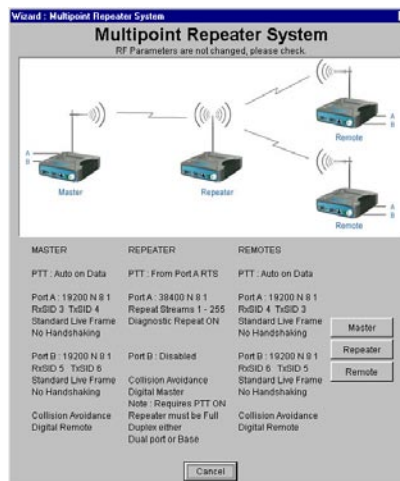 Wizard : Multipoint Repeater System
Multipoint Repeater System
RF Parameters are not changed, please check.
A
B
Master
Repeater
A
B
Remote
A
B
Remote
MASTER
PTT : Auto on Data
Port A : 19200 N 8 1
RxSID 3 TxSID 4
Standard Live Frame
No Handshaking
Port B : 19200 N 8 1
RxSID 5 TxSID 6
Standard Live Frame
No Handshaking
Collision Avoidance
Digital Remote
REPEATER
PTT : From Port A RTS
Port A : 38400 N 8 1
Repeat Streams 1 - 255
Diagnostic Repeat ON
Port B : Disabled
Collision Avoidance
Digital Master
Note : Requires PTT ON
Repeater must be Full
Duplex either
Dual port or Base
REMOTES
PTT : Auto on Data
Port A : 19200 N 8 1
RxSID 4 TxSID 3
Standard Live Frame
No Handshaking
Port B : 19200 N 8 1
RxSID 6 TxSID 5
Standard Live Frame
No Handshaking
Collision Avoidance
Digital Remote
Master
Repeater
Remote
Cancel